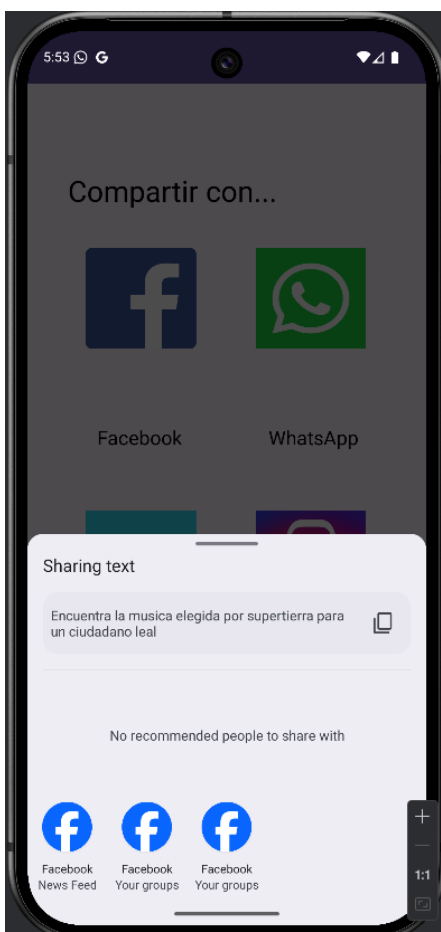 5:53
Compartir con...
Facebook
WhatsApp
Sharing text
Encuentra la musica elegida por supertierra para
un ciudadano leal
No recommended people to share with
Facebook
News Feed
Facebook
Your groups
Facebook
Your groups
1:1